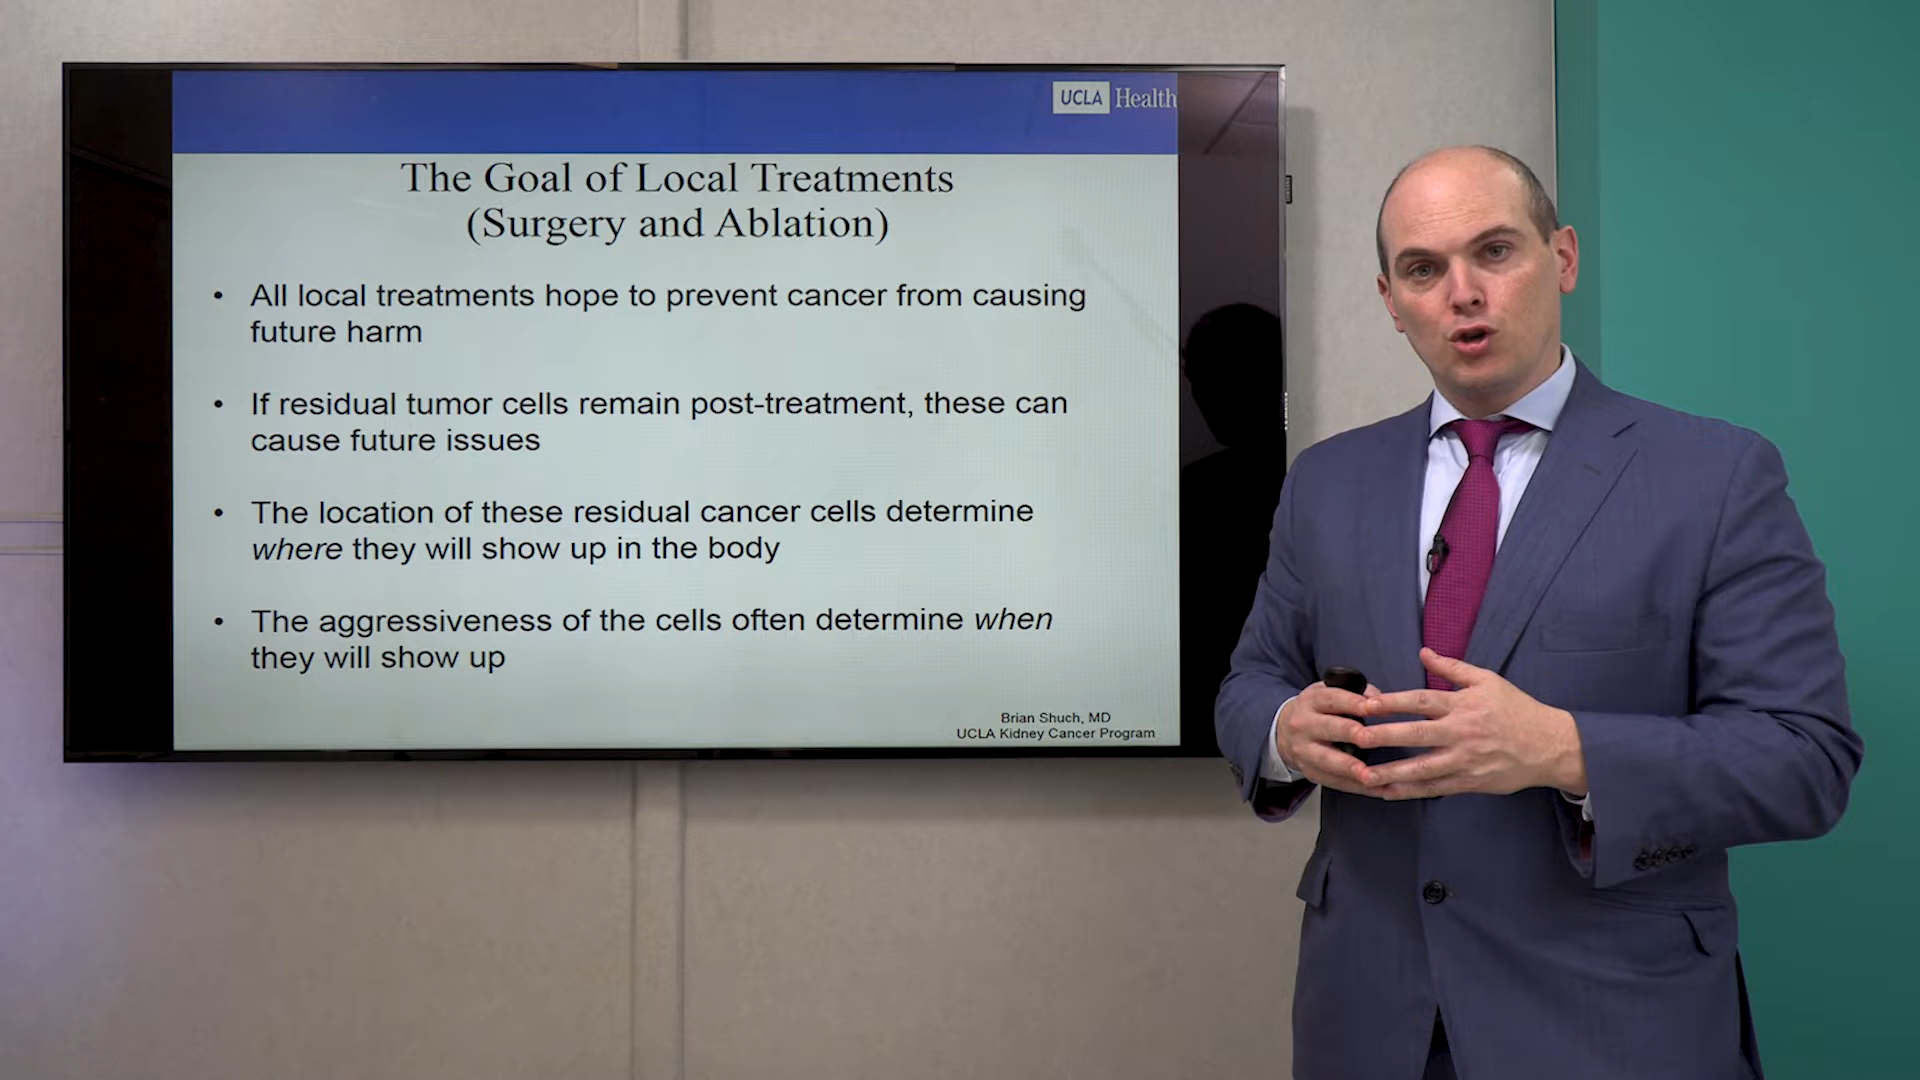 UCLA Health
The Goal of Local Treatments
(Surgery and Ablation)
• All local treatments hope to prevent cancer from causing
future harm
• If residual tumor cells remain post-treatment, these can
cause future issues
• The location of these residual cancer cells determine
where they will show up in the body
• The aggressiveness of the cells often determine when
they will show up
Brian Shuch, MD
UCLA Kidney Cancer Program